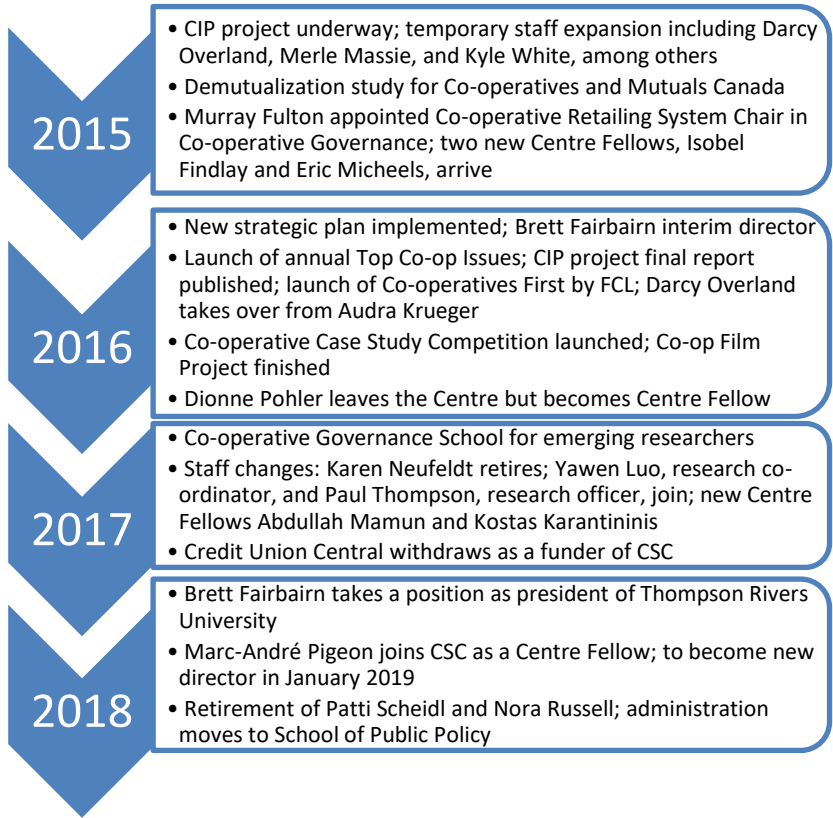 2015
• CIP project underway; temporary staff expansion including Darcy
Overland, Merle Massie, and Kyle White, among others
• Demutualization study for Co-operatives and Mutuals Canada
• Murray Fulton appointed Co-operative Retailing System Chair in
Co-operative Governance; two new Centre Fellows, Isobel
Findlay and Eric Micheels, arrive
2016
• New strategic plan implemented; Brett Fairbairn interim director
• Launch of annual Top Co-op Issues; CIP project final report
published; launch of Co-operatives First by FCL; Darcy Overland
takes over from Audra Krueger
• Co-operative Case Study Competition launched; Co-op Film
Project finished
• Dionne Pohler leaves the Centre but becomes Centre Fellow
2017
• Co-operative Governance School for emerging researchers
• Staff changes: Karen Neufeldt retires; Yawen Luo, research co-
ordinator, and Paul Thompson, research officer, join; new Centre
Fellows Abdullah Mamun and Kostas Karantininis
• Credit Union Central withdraws as a funder of CSC
2018
• Brett Fairbairn takes a position as president of Thompson Rivers
University
• Marc-André Pigeon joins CSC as a Centre Fellow; to become new
director in January 2019
• Retirement of Patti Scheidl and Nora Russell; administration
moves to School of Public Policy